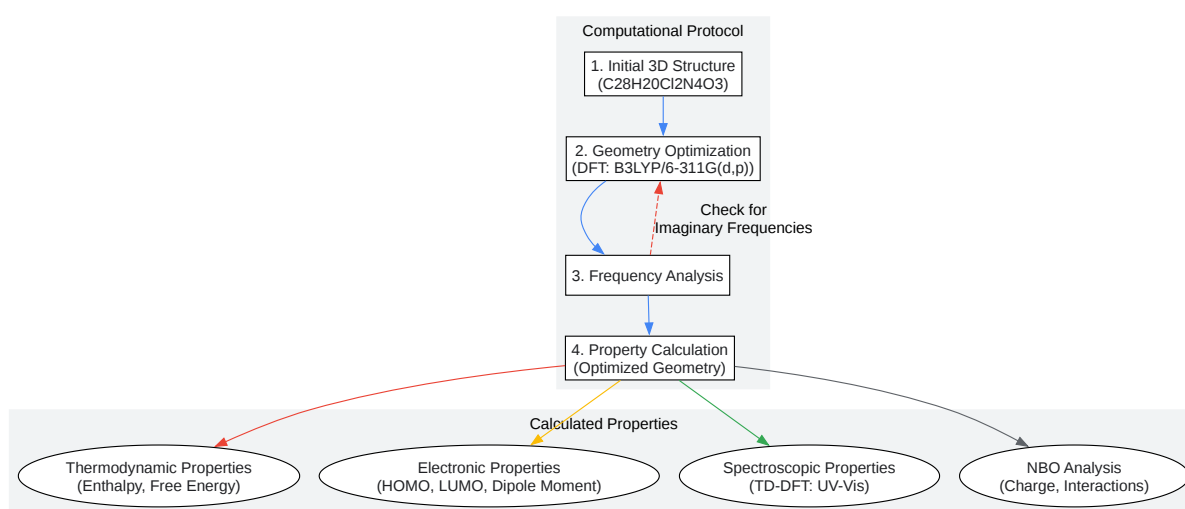 Computational Protocol
1. Initial 3D Structure
(C28H20Cl2N4O3)
2. Geometry Optimization
(DFT: B3LYP/6-311G(d,p))
Check for
Imaginary Frequencies
3. Frequency Analysis
4. Property Calculation
(Optimized Geometry)
Calculated Properties
Thermodynamic Properties
(Enthalpy, Free Energy)
Electronic Properties
(HOMO, LUMO, Dipole Moment)
Spectroscopic Properties
(TD-DFT: UV-Vis)
NBO Analysis
(Charge, Interactions)